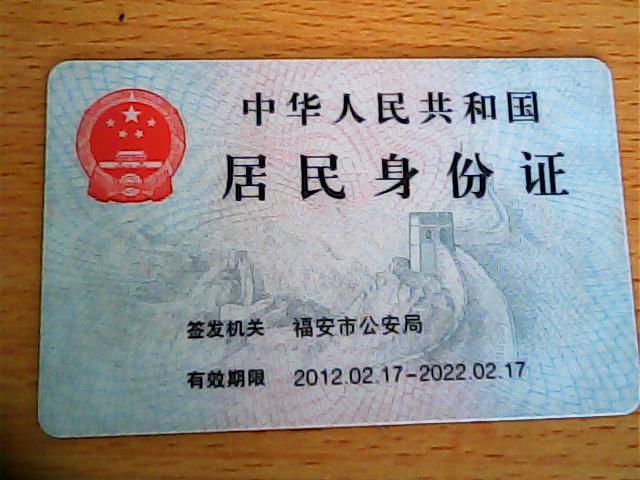 中华人民共和国
居民身份证
签发机关 福安市公安局
有效期限 2012.02.17-2022.02.17